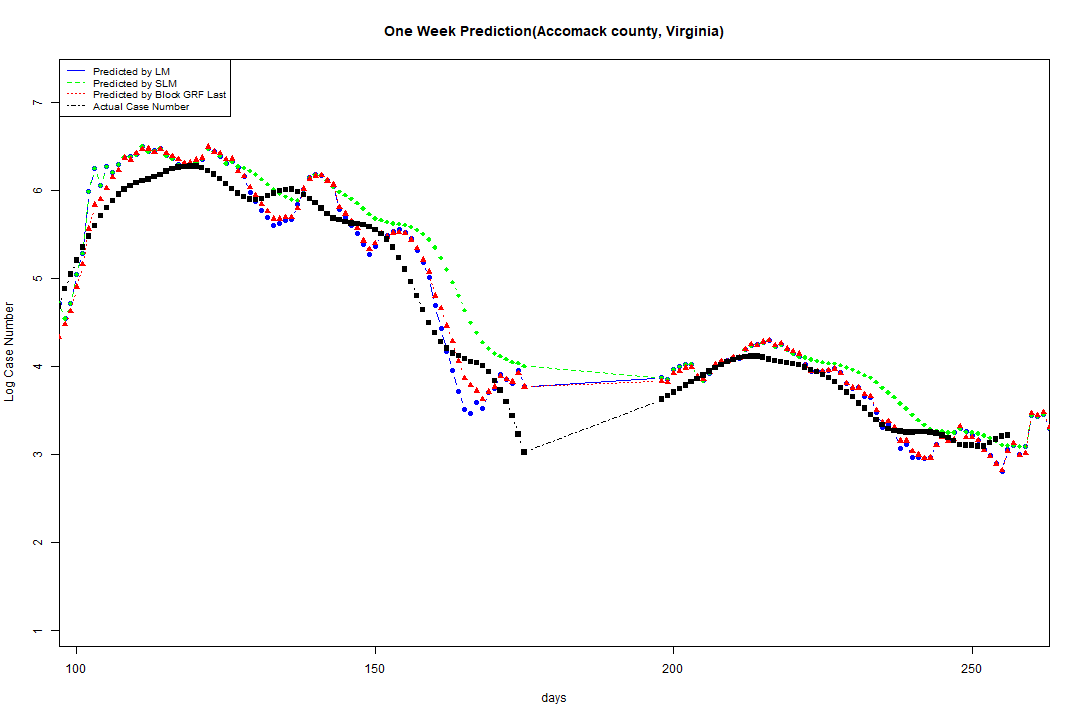 One Week Prediction(Accomack county, Virginia)
Predicted by LM
Predicted by SLM
Predicted by Block GRF Last
Actual Case Number
7
6
5
4
3
2
1
Log Case Number
100 150 200 250
days